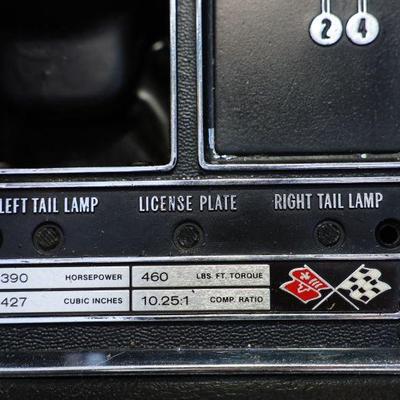 2 4
LEFT TAIL LAMP LICENSE PLATE RIGHT TAIL LAMP
390 HORSEPOWER 460 LBS. FT. TORQUE
427 CUBIC INCHES 10.25:1 COMP. RATIO